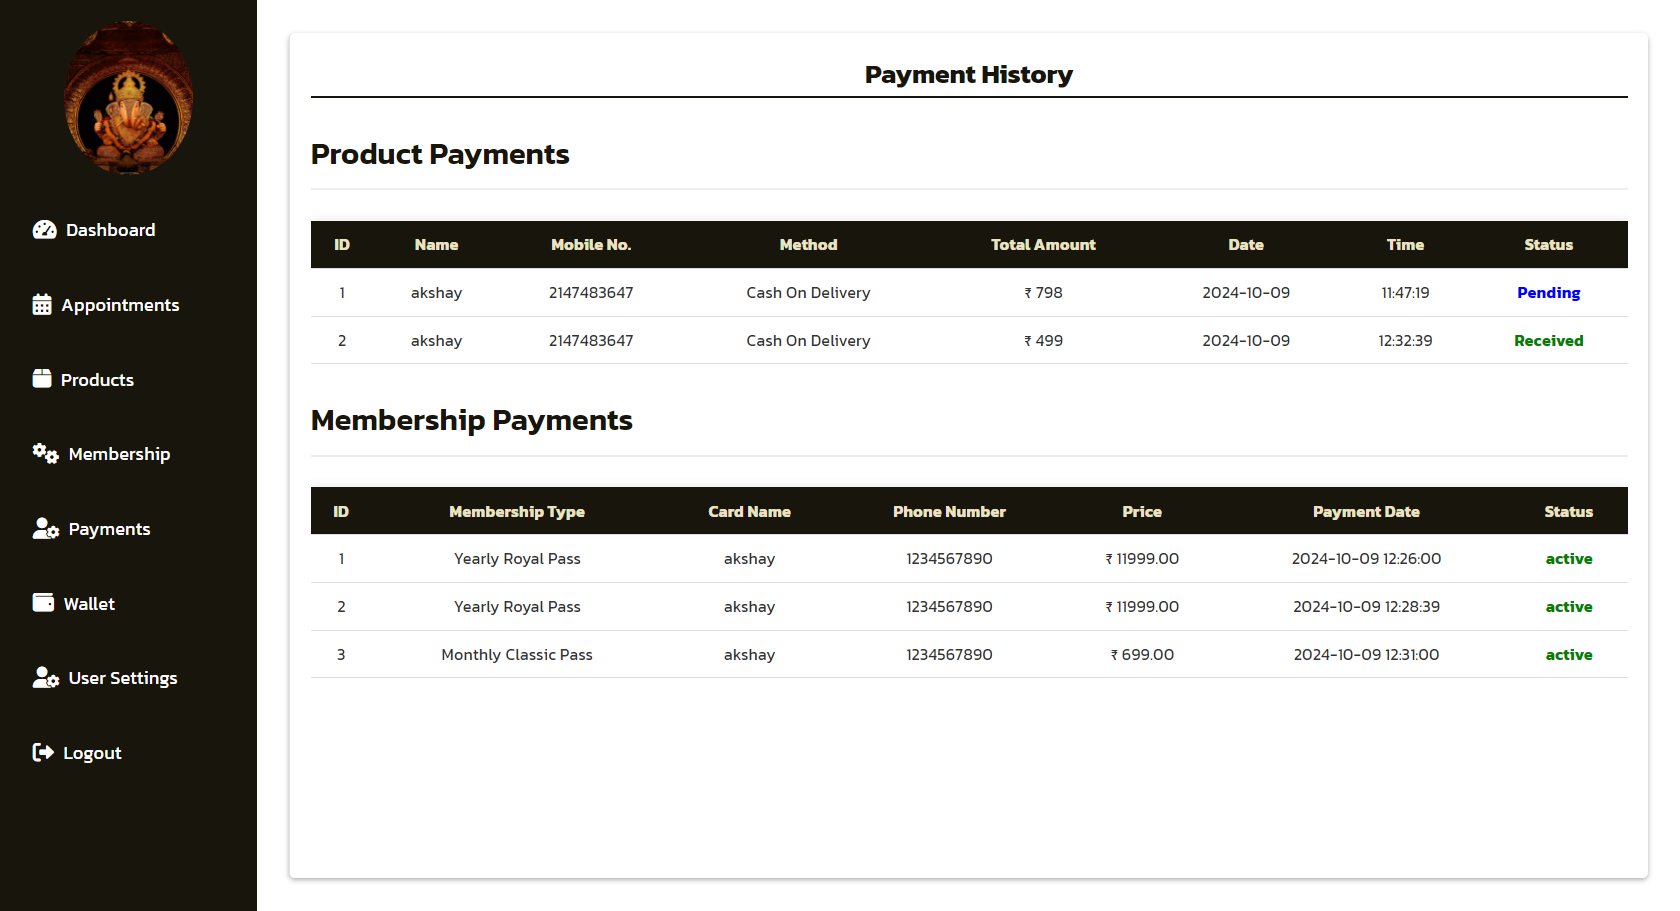 Dashboard
Appointments
Products
Membership
Payments
Wallet
User Settings
Logout
Payment History
Product Payments
ID Name Mobile No. Method Total Amount Date Time Status
1 akshay 2147483647 Cash On Delivery ₹ 798 2024-10-09 11:47:19 Pending
2 akshay 2147483647 Cash On Delivery ₹ 499 2024-10-09 12:32:39 Received
Membership Payments
ID Membership Type Card Name Phone Number Price Payment Date Status
1 Yearly Royal Pass akshay 1234567890 ₹ 11999.00 2024-10-09 12:26:00 active
2 Yearly Royal Pass akshay 1234567890 ₹ 11999.00 2024-10-09 12:28:39 active
3 Monthly Classic Pass akshay 1234567890 ₹ 699.00 2024-10-09 12:31:00 active